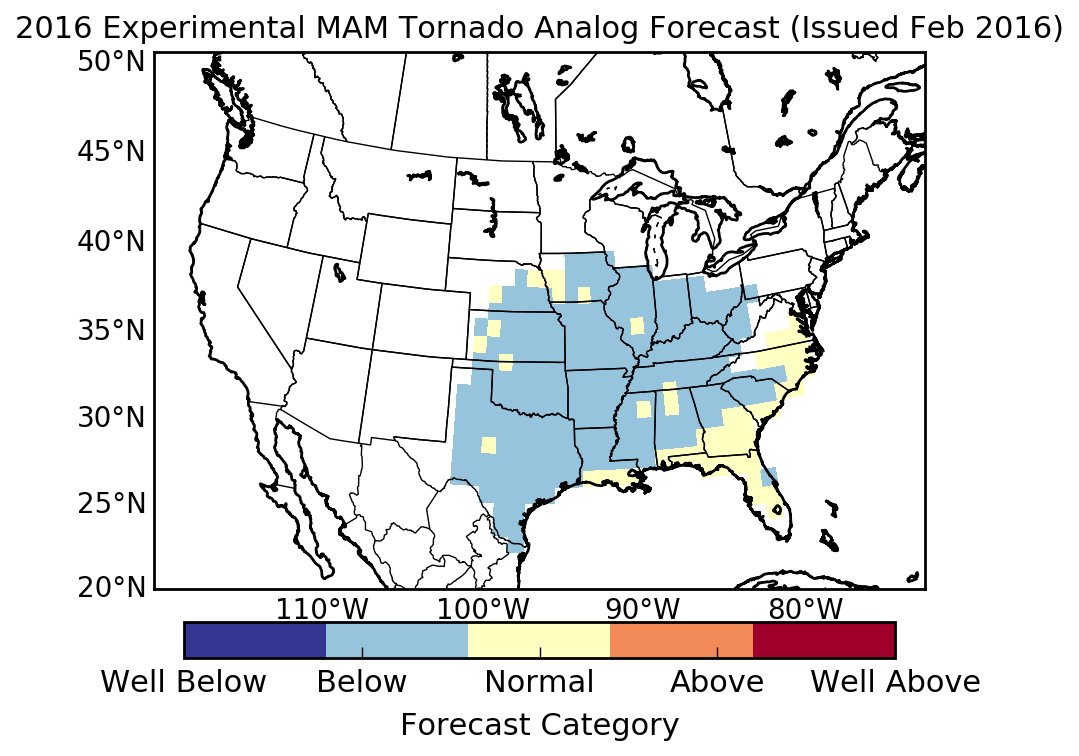 2016 Experimental MAM Tornado Analog Forecast (Issued Feb 2016)
50°N
45°N
40°N
35°N
30°N
25°N
20°N
110°W 100°W 90°W 80°W
Well Below Below Normal Above Well Above
Forecast Category